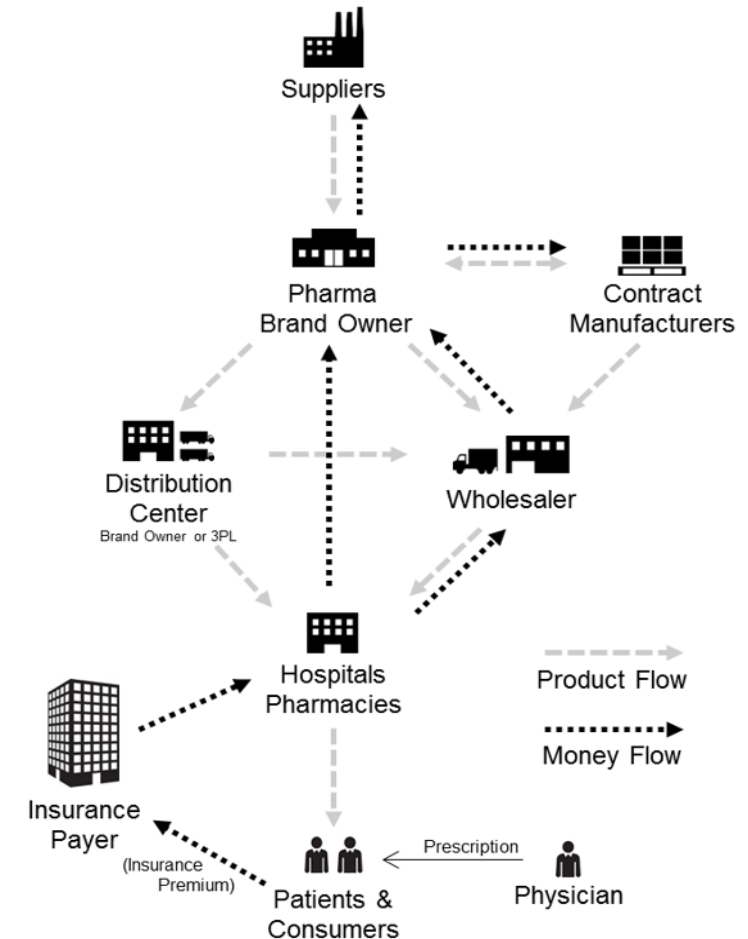 Suppliers
Pharma
Brand Owner
Contract
Manufacturers
Distribution
Center
Brand Owner or 3PL
Wholesaler
Hospitals
Pharmacies
Product Flow
Money Flow
Insurance
Payer
(Insurance
Premium)
Prescription
Patients &
Consumers
Physician